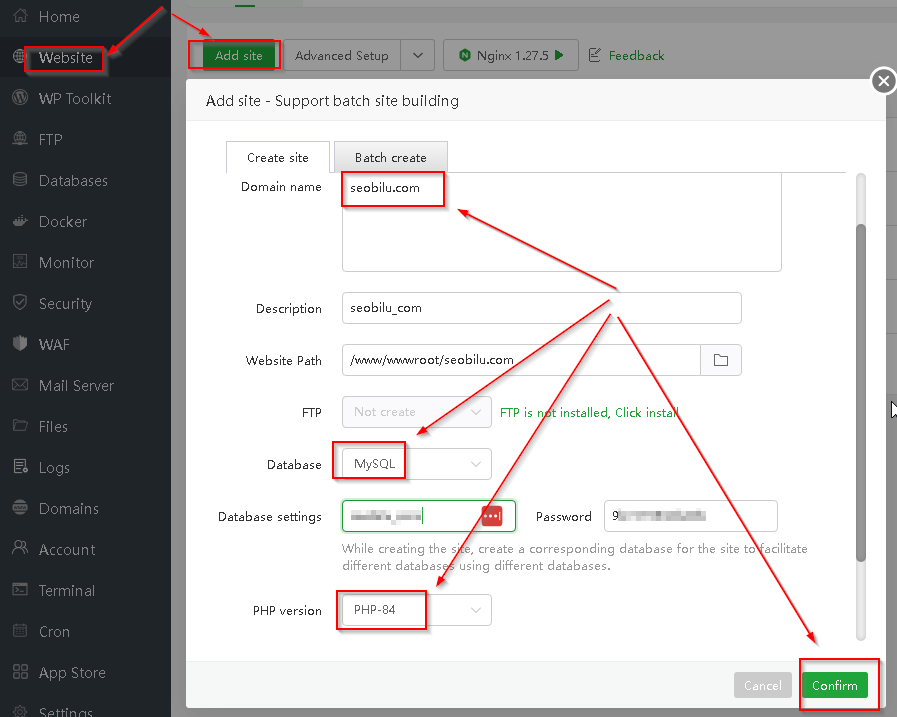 Home
Website
WP Toolkit
FTP
Databases
Docker
Monitor
Security
WAF
Mail Server
Files
Logs
Domains
Account
Terminal
Cron
App Store
Settings
Add site
Advanced Setup
Nginx 1.27.5
Feedback
Add site - Support batch site building
Create site
Batch create
Domain name
seobilu.com
Description
seobilu_com
Website Path
/www/wwwroot/seobilu.com
FTP
Not create
FTP is not installed, Click install
Database
MySQL
Database settings
Password
9
While creating the site, create a corresponding database for the site to facilitate
different databases using different databases.
PHP version
PHP-84
Cancel
Confirm